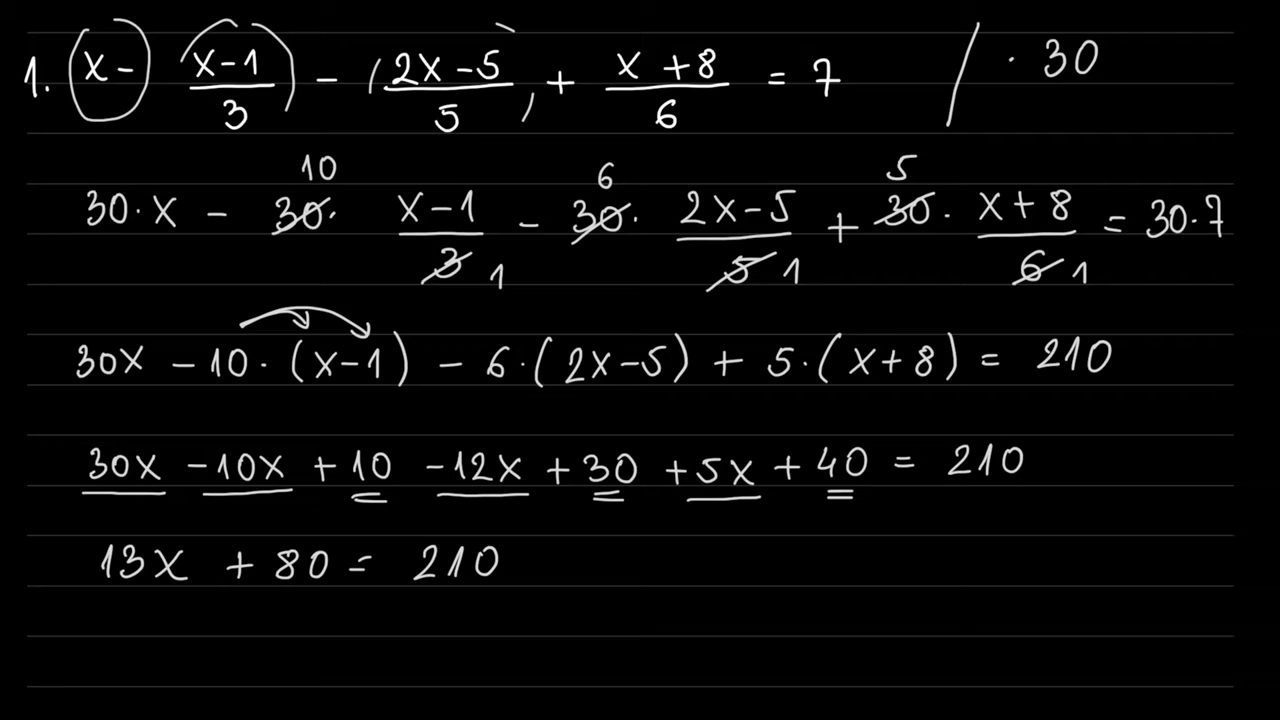 1. x - (x-1)/3 - (2x-5)/5 + (x+8)/6 = 7 / · 30
30·x - 30· (x-1)/3 - 30· (2x-5)/5 + 30· (x+8)/6 = 30·7
10 1 6 1 5 1
30x - 10·(x-1) - 6·(2x-5) + 5·(x+8) = 210
30x -10x +10 -12x +30 +5x +40 = 210
13x + 80 = 210